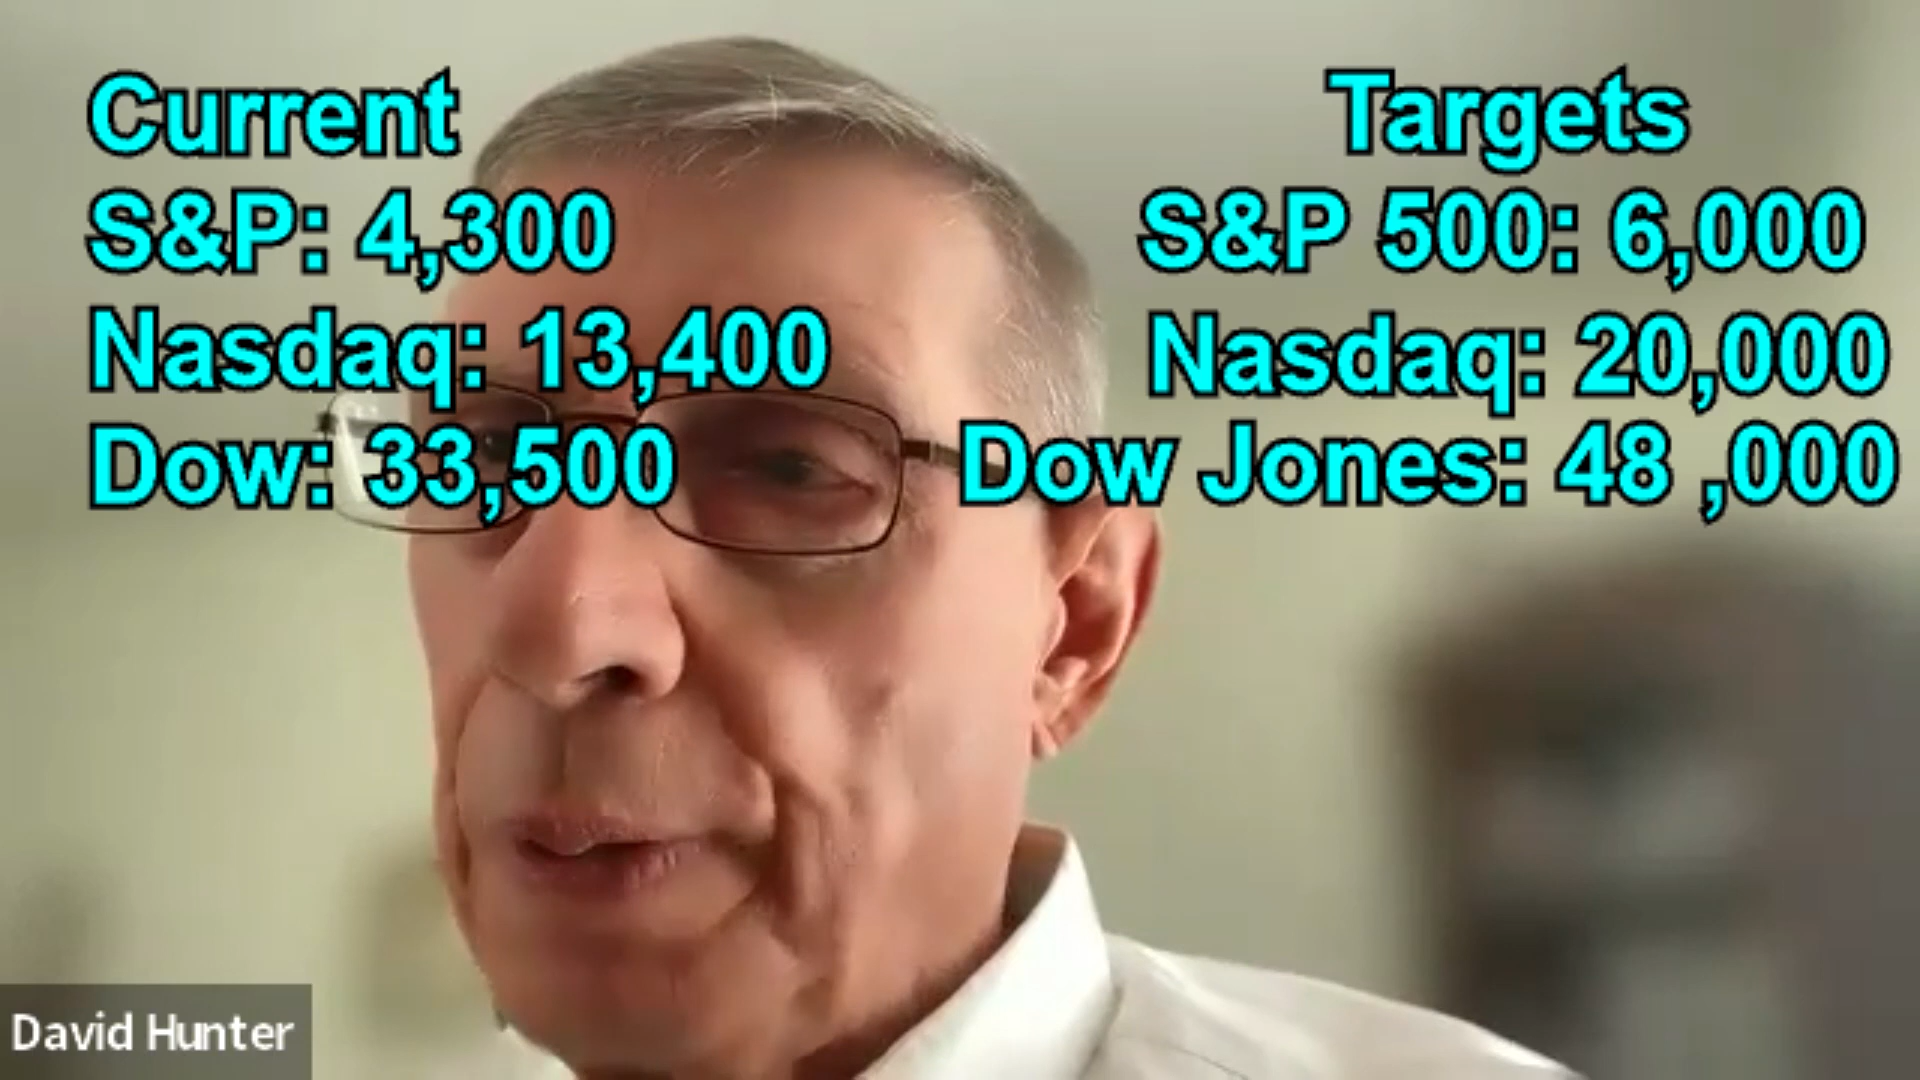 Current
S&P: 4,300
Nasdaq: 13,400
Dow: 33,500
Targets
S&P 500: 6,000
Nasdaq: 20,000
Dow Jones: 48 ,000
David Hunter